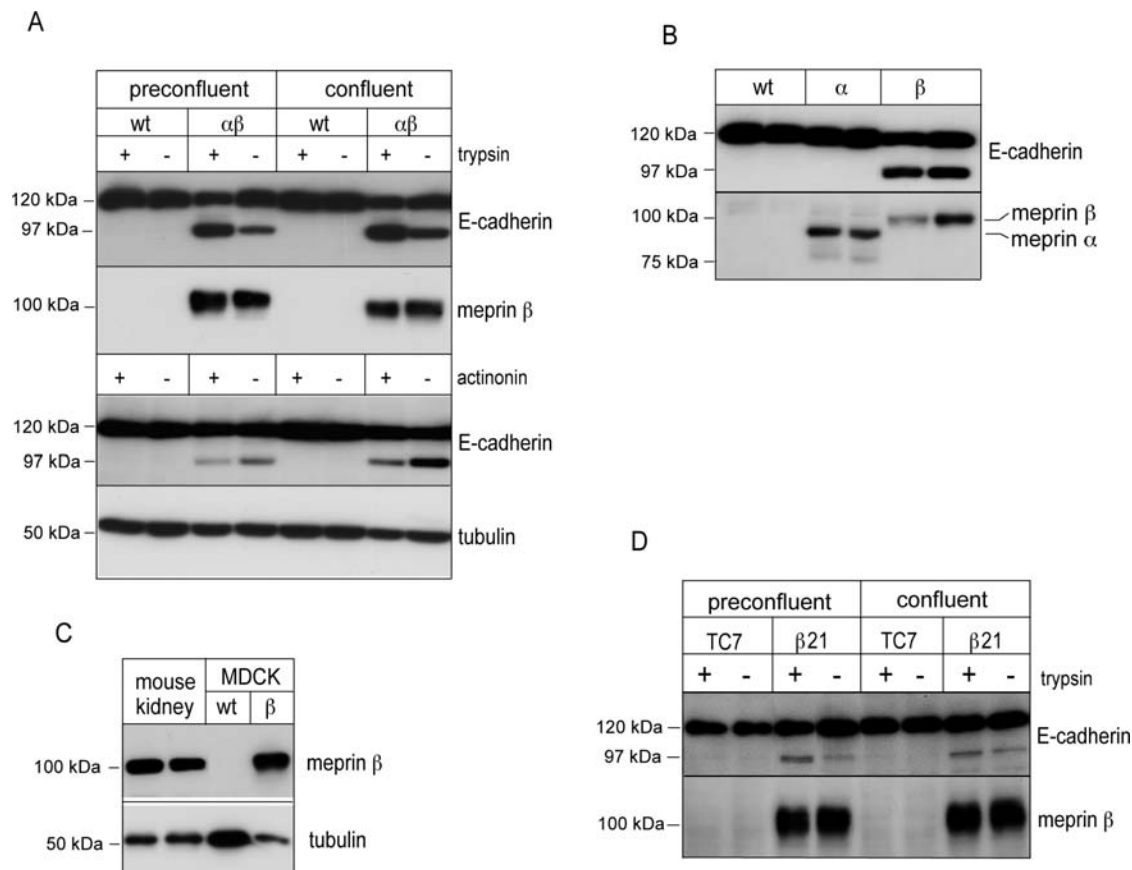 A
preconfluent confluent
wt αβ wt αβ
+ - + - + - + - trypsin
120 kDa
E-cadherin
97 kDa
100 kDa meprin β
+ - + - + - + - actinonin
120 kDa
E-cadherin
97 kDa
50 kDa tubulin
B
wt α β
120 kDa
E-cadherin
97 kDa
100 kDa meprin β
meprin α
75 kDa
C
mouse kidney MDCK
wt β
100 kDa meprin β
50 kDa tubulin
D
preconfluent confluent
TC7 β21 TC7 β21
+ - + - + - + - trypsin
120 kDa
E-cadherin
97 kDa
100 kDa meprin β